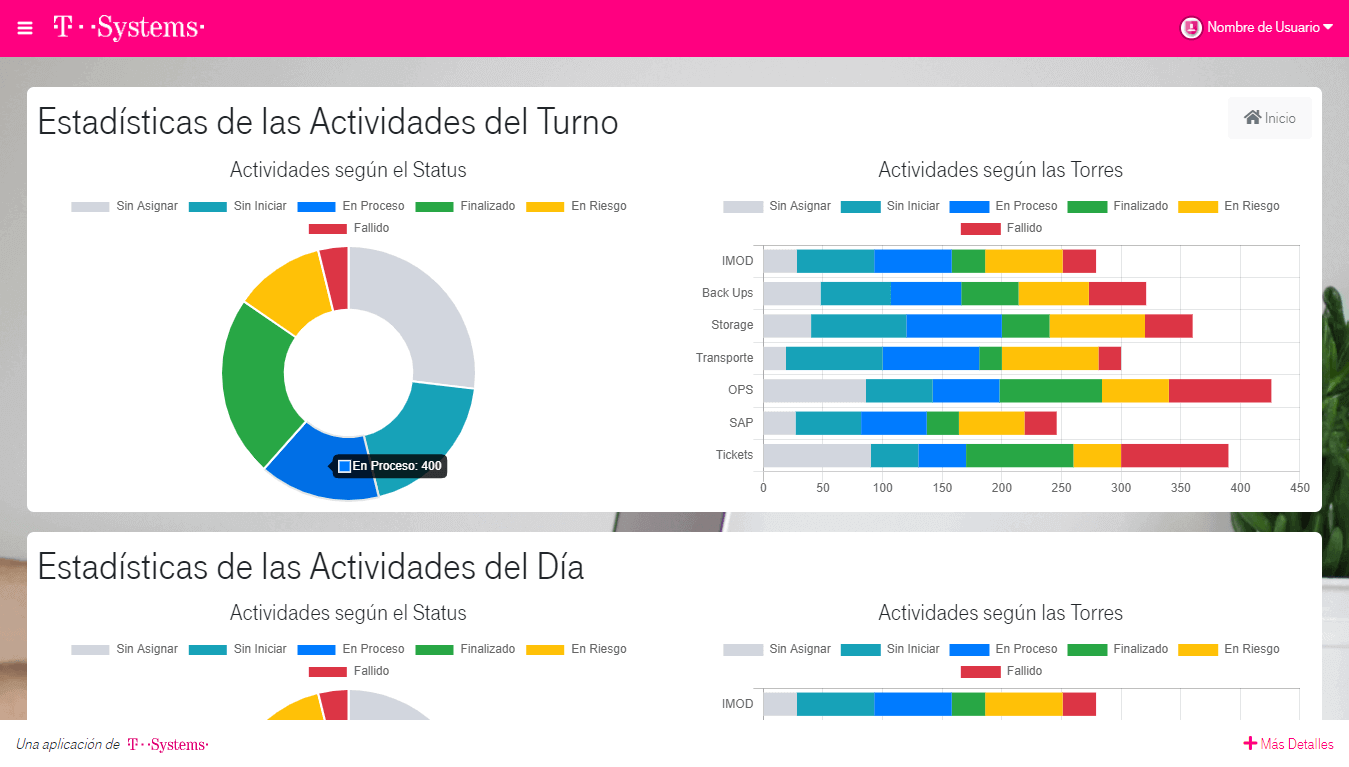 T··Systems·
Nombre de Usuario
Estadísticas de las Actividades del Turno
Inicio
Actividades según el Status
Sin Asignar Sin Iniciar En Proceso Finalizado En Riesgo
Fallido
En Proceso: 400
Actividades según las Torres
Sin Asignar Sin Iniciar En Proceso Finalizado En Riesgo
Fallido
IMOD
Back Ups
Storage
Transporte
OPS
SAP
Tickets
0 50 100 150 200 250 300 350 400 450
Estadísticas de las Actividades del Día
Actividades según el Status
Sin Asignar Sin Iniciar En Proceso Finalizado En Riesgo
Fallido
Actividades según las Torres
Sin Asignar Sin Iniciar En Proceso Finalizado En Riesgo
Fallido
IMOD
Una aplicación de T··Systems·
Más Detalles